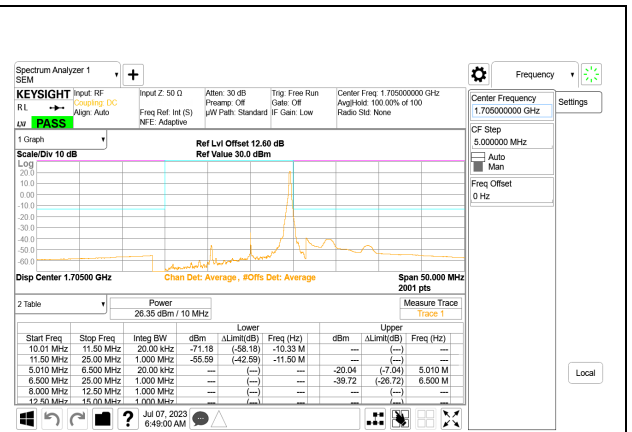 Spectrum Analyzer 1
SEM
+
Frequency
KEYSIGHT
RL
LXI PASS
Input: RF
Coupling: DC
Align: Auto
Input Z: 50 Ω
Freq Ref: Int (S)
NFE: Adaptive
Atten: 30 dB
Preamp: Off
µW Path: Standard
Trig: Free Run
Gate: Off
IF Gain: Low
Center Freq: 1.705000000 GHz
Avg|Hold: 100.00% of 100
Radio Std: None
Center Frequency
1.705000000 GHz
Settings
CF Step
5.000000 MHz
Auto
Man
Freq Offset
0 Hz
1 Graph
Scale/Div 10 dB
Ref Lvl Offset 12.60 dB
Ref Value 30.0 dBm
Log
20.0
10.0
0.00
-10.0
-20.0
-30.0
-40.0
-50.0
-60.0
Disp Center 1.70500 GHz
Chan Det: Average , #Offs Det: Average
Span 50.000 MHz
2001 pts
2 Table
Power
26.35 dBm / 10 MHz
Measure Trace
Trace 1
Lower Upper
Start Freq Stop Freq Integ BW dBm ΔLimit(dB) Freq (Hz) dBm ΔLimit(dB) Freq (Hz)
10.01 MHz 11.50 MHz 20.00 kHz -71.18 (-58.18) -10.33 M --- (---) ---
11.50 MHz 25.00 MHz 1.000 MHz -55.59 (-42.59) -11.50 M --- (---) ---
5.010 MHz 6.500 MHz 20.00 kHz --- (---) --- -20.04 (-7.04) 5.010 M
6.500 MHz 25.00 MHz 1.000 MHz --- (---) --- -39.72 (-26.72) 6.500 M
8.000 MHz 12.50 MHz 1.000 MHz --- (---) --- --- (---) ---
12.50 MHz 15.00 MHz 1.000 MHz --- (---) --- --- (---) ---
Local
?
Jul 07, 2023
6:49:00 AM